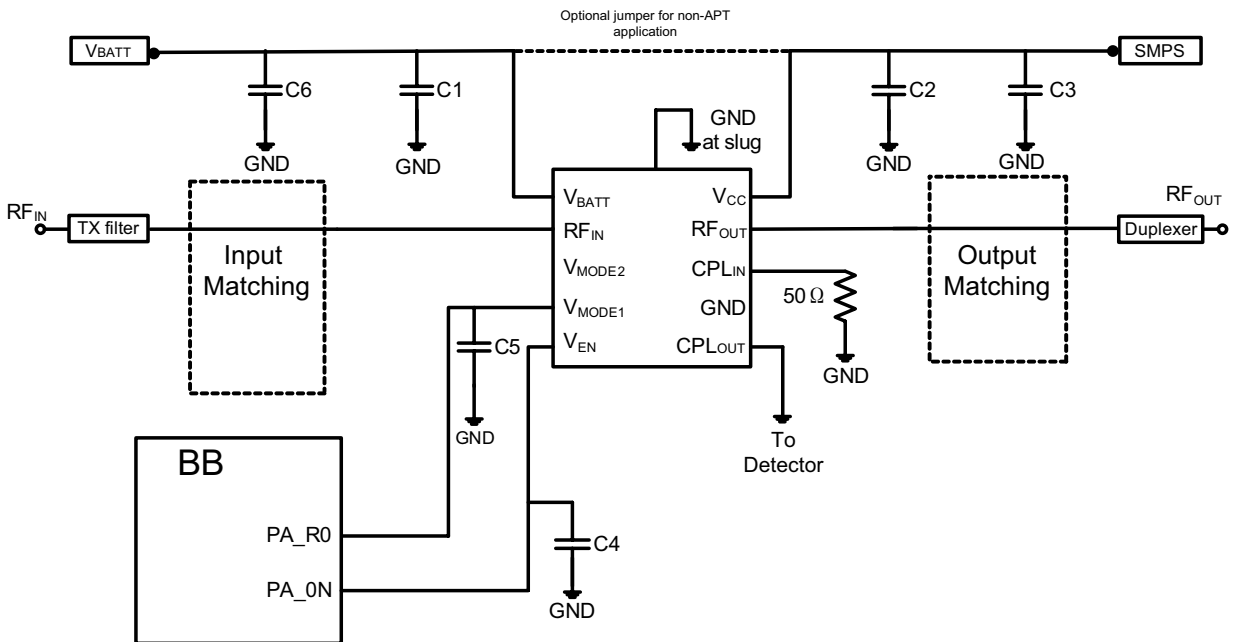 Optional jumper for non-APT
application
VBATT
SMPS
C6
C1
C2
C3
GND
GND
GND
at slug
GND
GND
VBATT
VCC
RFIN
TX filter
RFIN
RFOUT
Duplexer
RFOUT
Input
Matching
Output
Matching
VMODE2
CPLIN
VMODE1
GND
50 Ω
VEN
CPLOUT
C5
GND
GND
To
Detector
BB
PA_R0
PA_0N
C4
GND